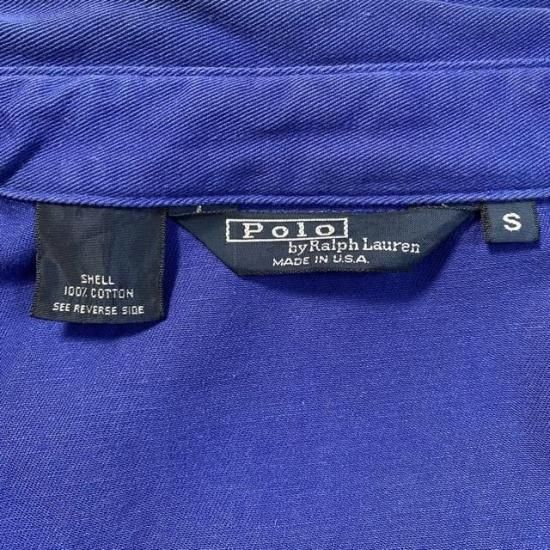 SHELL
100% COTTON
SEE REVERSE SIDE
Polo
by Ralph Lauren
MADE IN U.S.A.
S